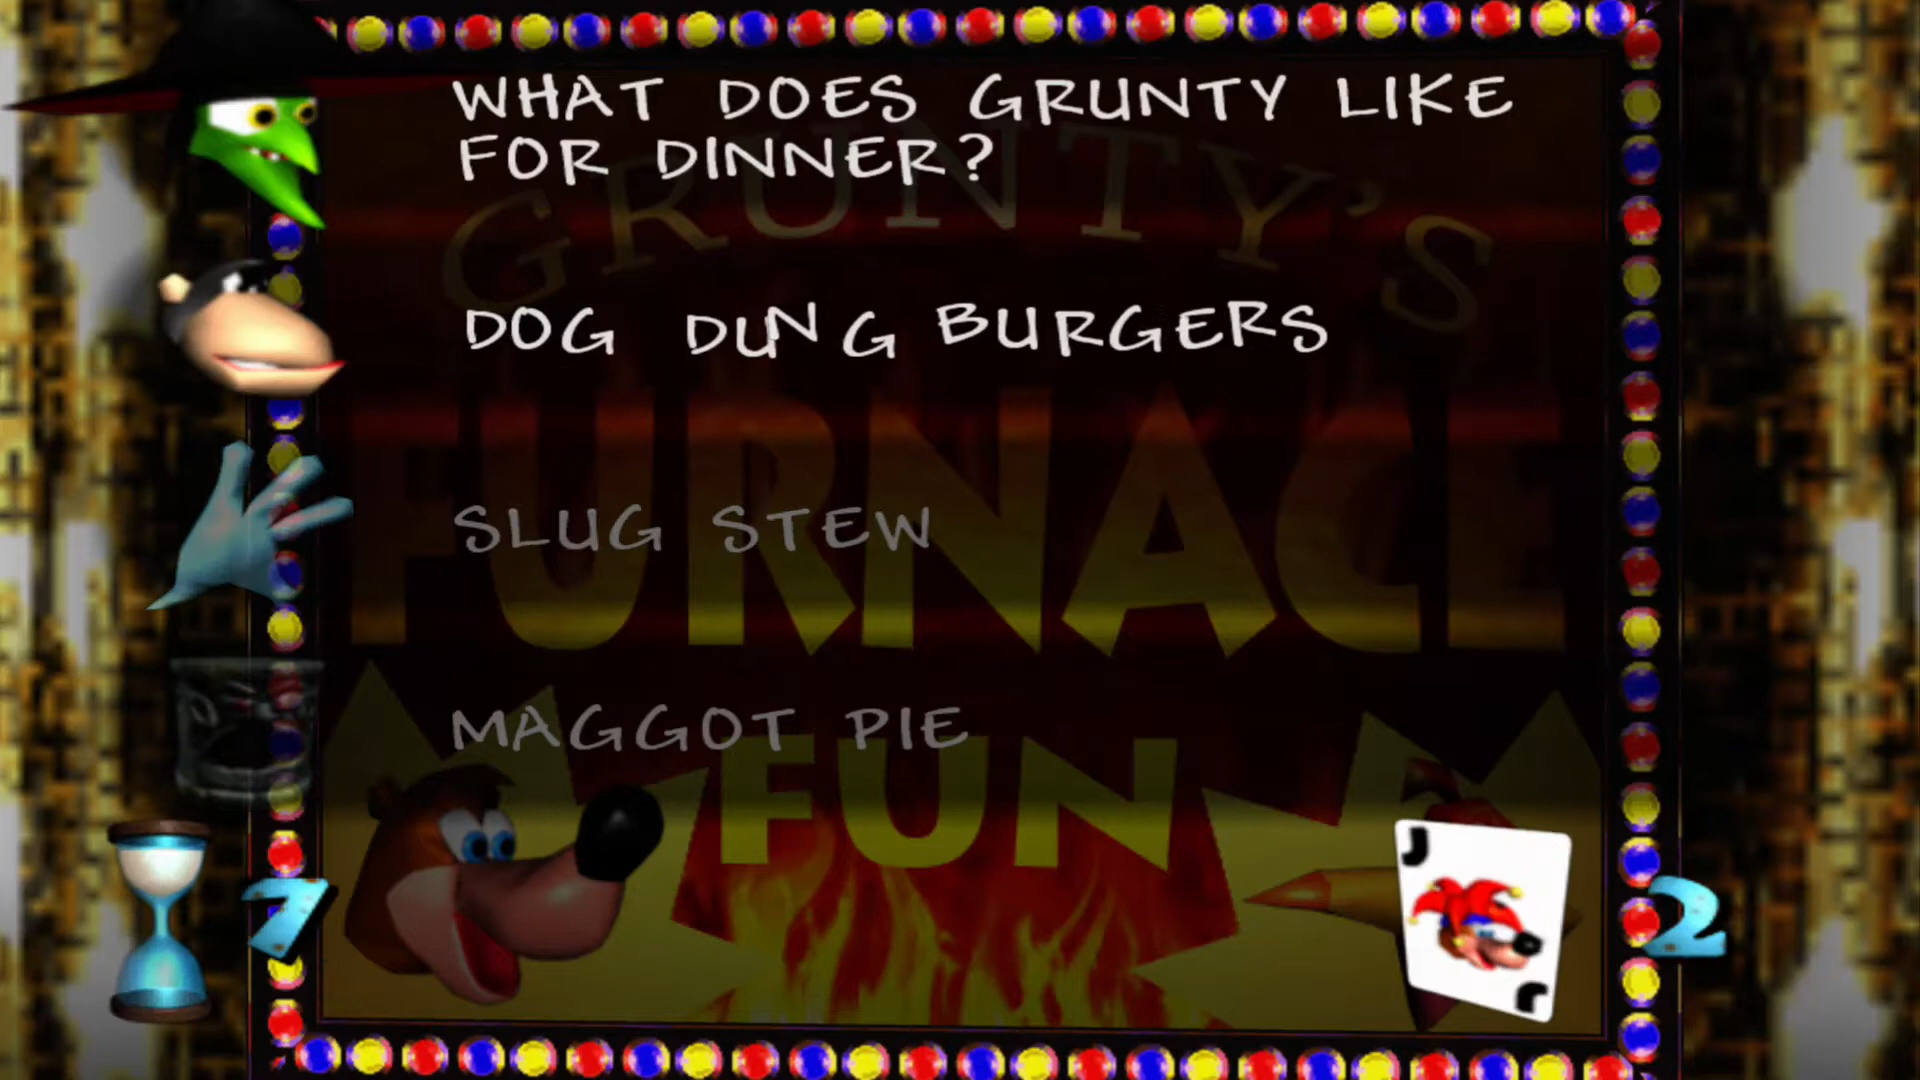 WHAT DOES GRUNTY LIKE
FOR DINNER?
GRUNTY'S
DOG DUNG BURGERS
FURNACE
SLUG STEW
MAGGOT PIE
FUN
7
J
J
2